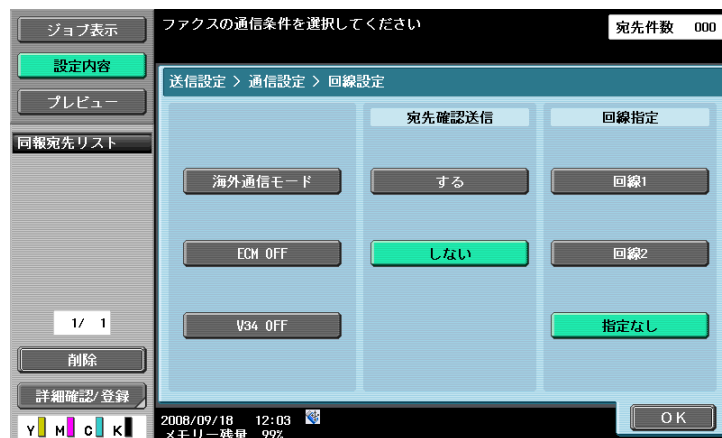 ジョブ表示
ファクスの通信条件を選択してください
宛先件数 000
設定内容
送信設定 > 通信設定 > 回線設定
プレビュー
宛先確認送信
回線指定
同報宛先リスト
海外通信モード
する
回線1
ECM OFF
しない
回線2
1/ 1
V34 OFF
指定なし
削除
詳細確認/登録
2008/09/18 12:03
OK
Y M C K
メモリー残量 99%